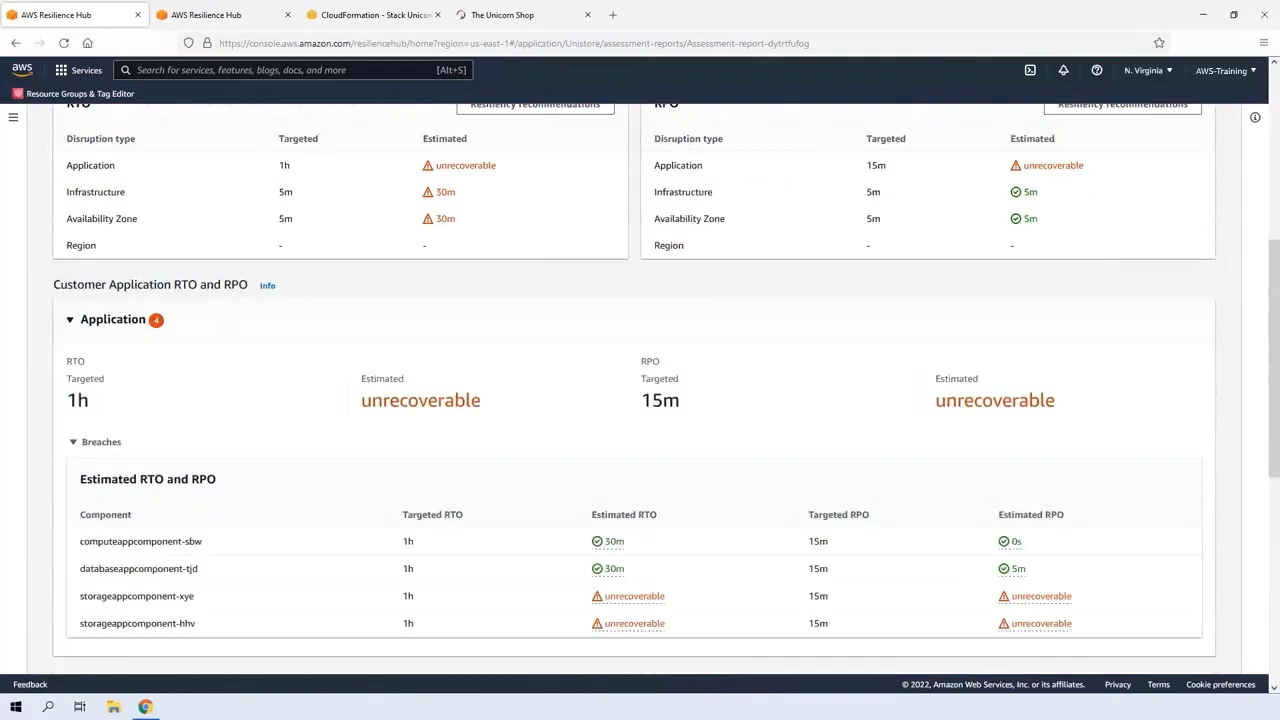 AWS Resilience Hub
AWS Resilience Hub
CloudFormation - Stack Unicorn
The Unicorn Shop
https://console.aws.amazon.com/resiliencehub/home?region=us-east-1#/application/Unistore/assessment-reports/Assessment-report-dytrtfufog
aws
Services
Search for services, features, blogs, docs, and more
[Alt+S]
N. Virginia
AWS-Training
Resource Groups & Tag Editor
RTO
Resiliency recommendations
RPO
Resiliency recommendations
Disruption type Targeted Estimated
Application 1h unrecoverable
Infrastructure 5m 30m
Availability Zone 5m 30m
Region - -
Disruption type Targeted Estimated
Application 15m unrecoverable
Infrastructure 5m 5m
Availability Zone 5m 5m
Region - -
Customer Application RTO and RPO Info
Application 4
RTO
Targeted Estimated
1h unrecoverable
RPO
Targeted Estimated
15m unrecoverable
Breaches
Estimated RTO and RPO
Component Targeted RTO Estimated RTO Targeted RPO Estimated RPO
computeappcomponent-sbw 1h 30m 15m 0s
databaseappcomponent-tjd 1h 30m 15m 5m
storageappcomponent-xye 1h unrecoverable 15m unrecoverable
storageappcomponent-hhv 1h unrecoverable 15m unrecoverable
Feedback
© 2022, Amazon Web Services, Inc. or its affiliates. Privacy Terms Cookie preferences